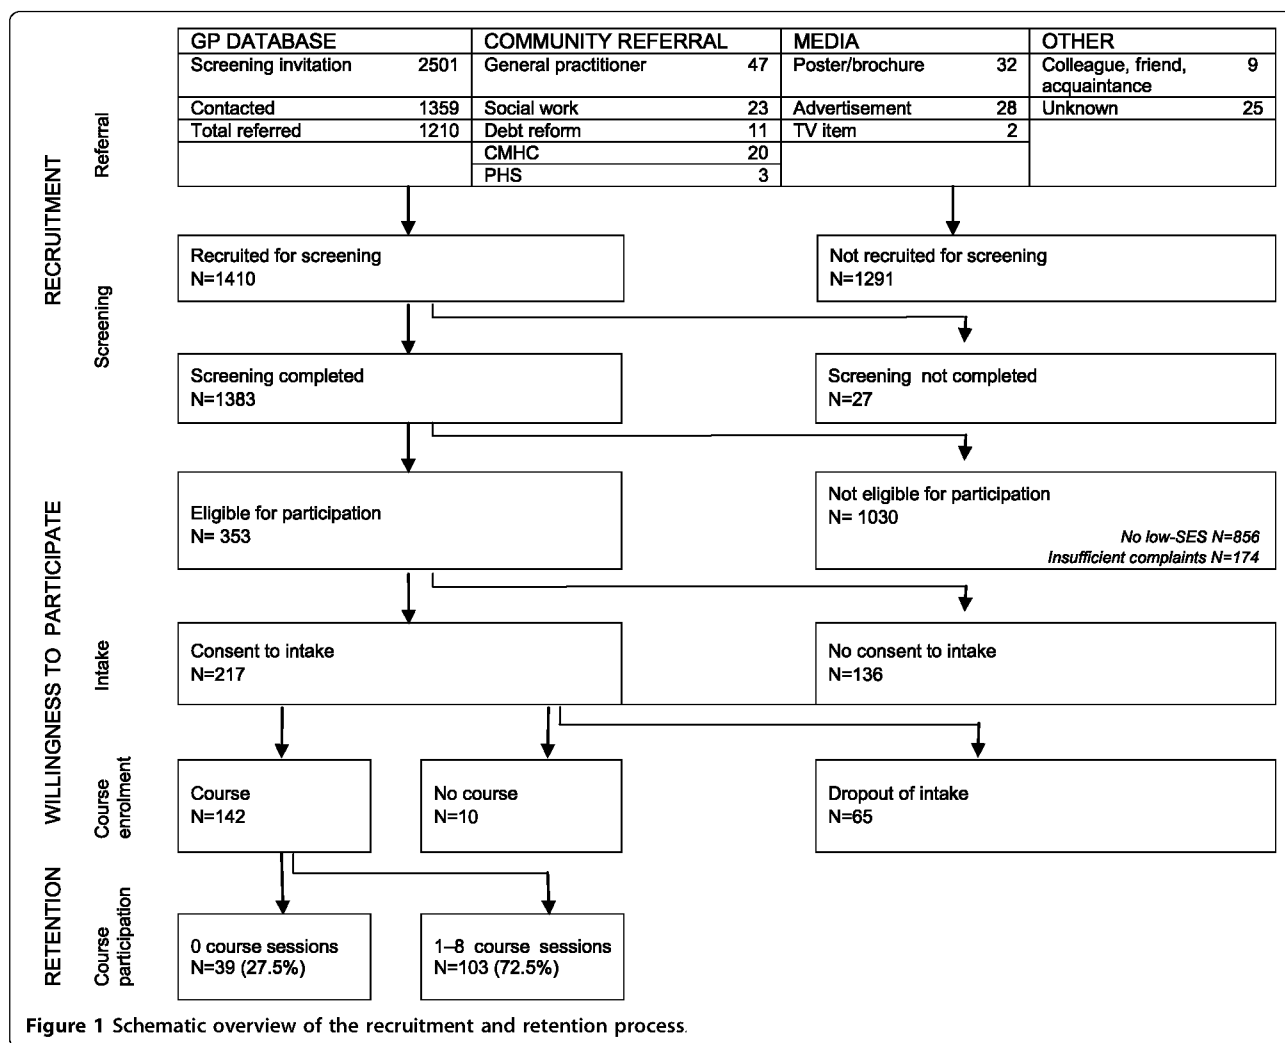 GP DATABASE COMMUNITY REFERRAL MEDIA OTHER
Screening invitation 2501 General practitioner 47 Poster/brochure 32 Colleague, friend, 9
acquaintance
Contacted 1359 Social work 23 Advertisement 28 Unknown 25
Total referred 1210 Debt reform 11 TV item 2
CMHC 20
PHS 3
RECRUITMENT
Referral
Recruited for screening
N=1410
Not recruited for screening
N=1291
Screening
Screening completed
N=1383
Screening not completed
N=27
WILLINGNESS TO PARTICIPATE
Eligible for participation
N= 353
Not eligible for participation
N= 1030
No low-SES N=856
Insufficient complaints N=174
Intake
Consent to intake
N=217
No consent to intake
N=136
Course
enrolment
Course
N=142
No course
N=10
Dropout of intake
N=65
RETENTION
Course
participation
0 course sessions
N=39 (27.5%)
1–8 course sessions
N=103 (72.5%)
Figure 1 Schematic overview of the recruitment and retention process.